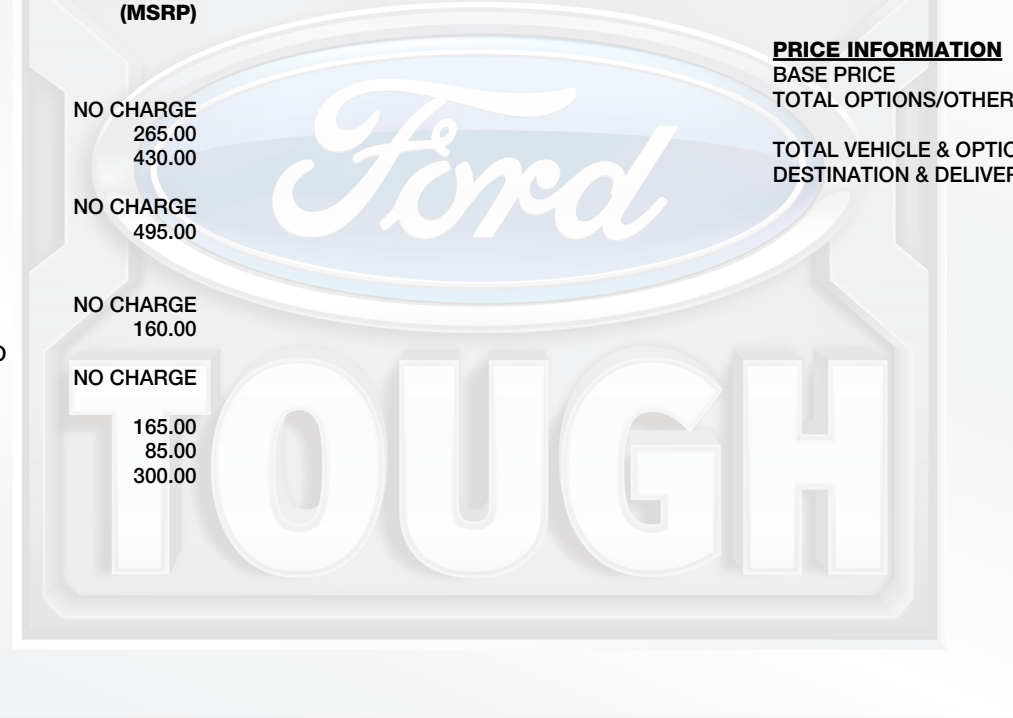 (MSRP)
NO CHARGE
265.00
430.00
NO CHARGE
495.00
NO CHARGE
160.00
NO CHARGE
165.00
85.00
300.00
PRICE INFORMATION
BASE PRICE
TOTAL OPTIONS/OTHER
TOTAL VEHICLE & OPTIO
DESTINATION & DELIVER
Ford
TOUGH